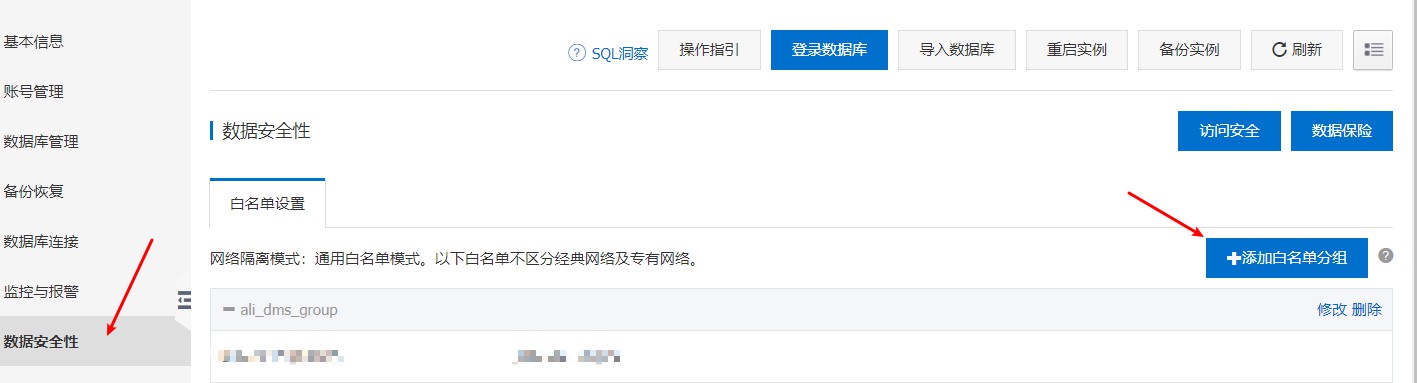 基本信息
账号管理
数据库管理
备份恢复
数据库连接
监控与报警
数据安全性
? SQL洞察 操作指引 登录数据库 导入数据库 重启实例 备份实例 刷新
数据安全性 访问安全 数据保险
白名单设置
网络隔离模式：通用白名单模式。以下白名单不区分经典网络及专有网络。 +添加白名单分组 ?
ali_dms_group 修改 删除